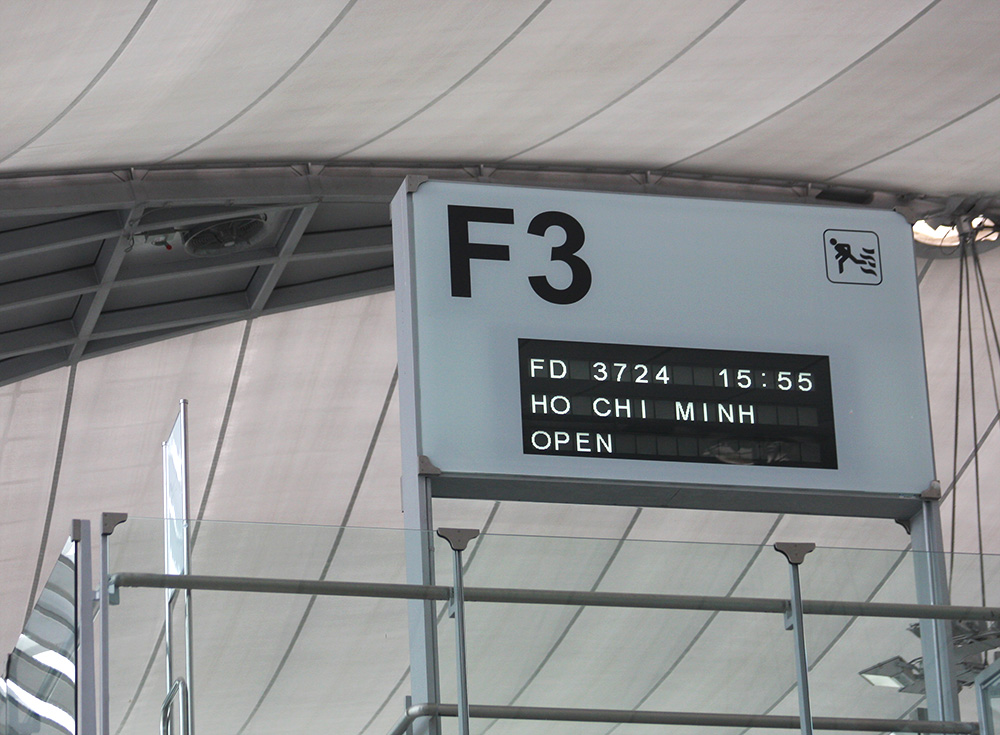 F3
FD 3724 15:55
HO CHI MINH
OPEN